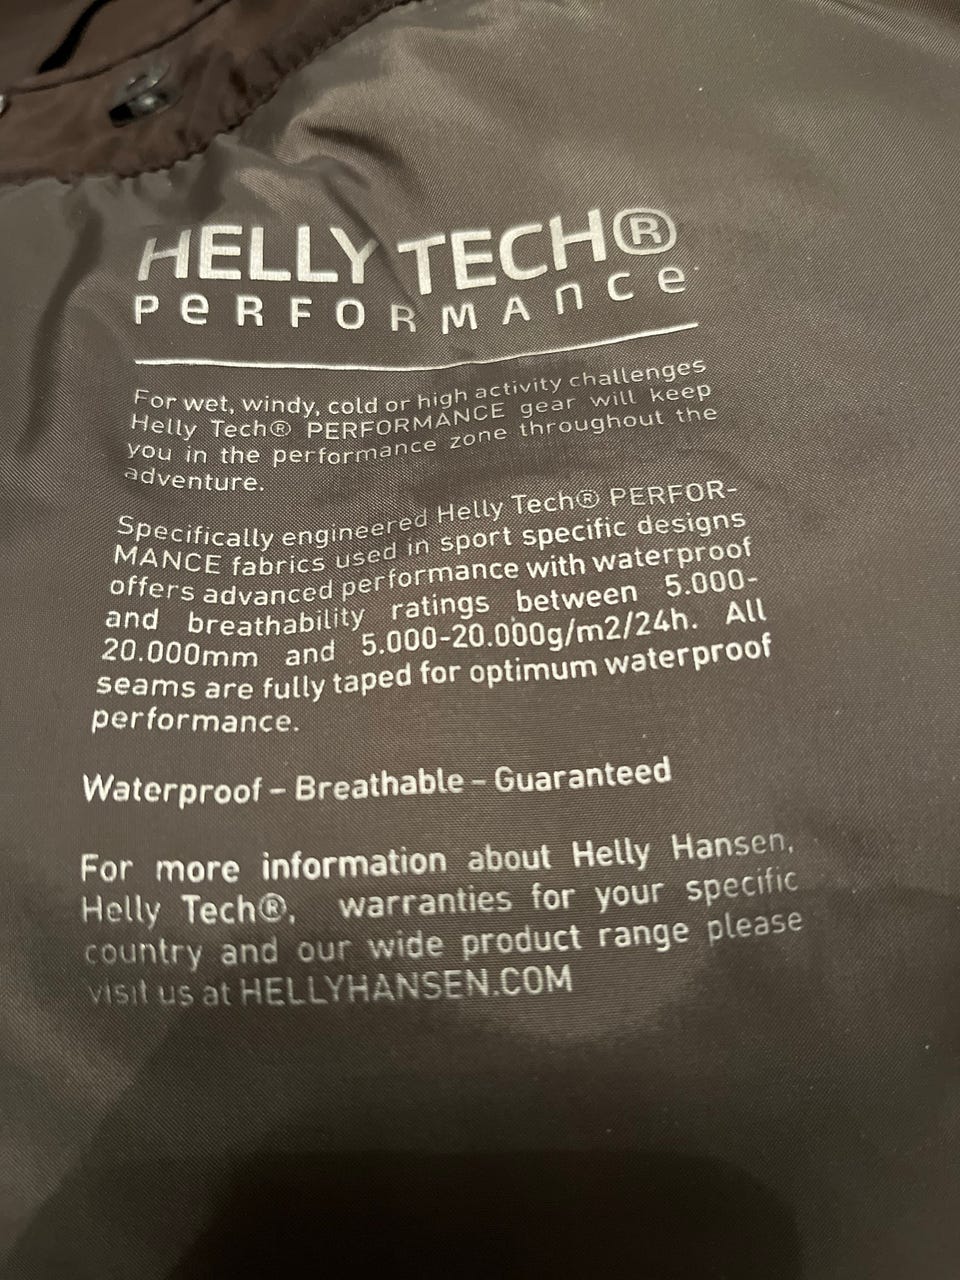 HELLY TECH®
PeRFORMAnce
For wet, windy, cold or high activity challenges
Helly Tech® PERFORMANCE gear will keep
you in the performance zone throughout the
adventure.
Specifically engineered Helly Tech® PERFOR-
MANCE fabrics used in sport specific designs
offers advanced performance with waterproof
and breathability ratings between 5.000-
20.000mm and 5.000-20.000g/m2/24h. All
seams are fully taped for optimum waterproof
performance.
Waterproof – Breathable – Guaranteed
For more information about Helly Hansen,
Helly Tech®, warranties for your specific
country and our wide product range please
visit us at HELLYHANSEN.COM